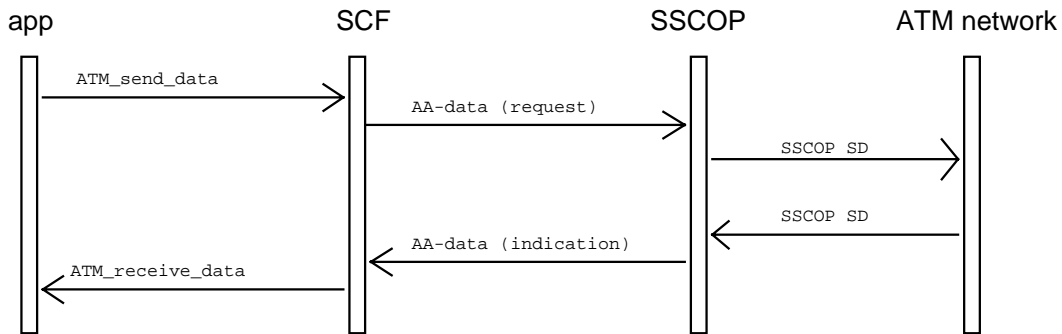 app SCF SSCOP ATM network
ATM_send_data
AA-data (request)
SSCOP SD
SSCOP SD
AA-data (indication)
ATM_receive_data